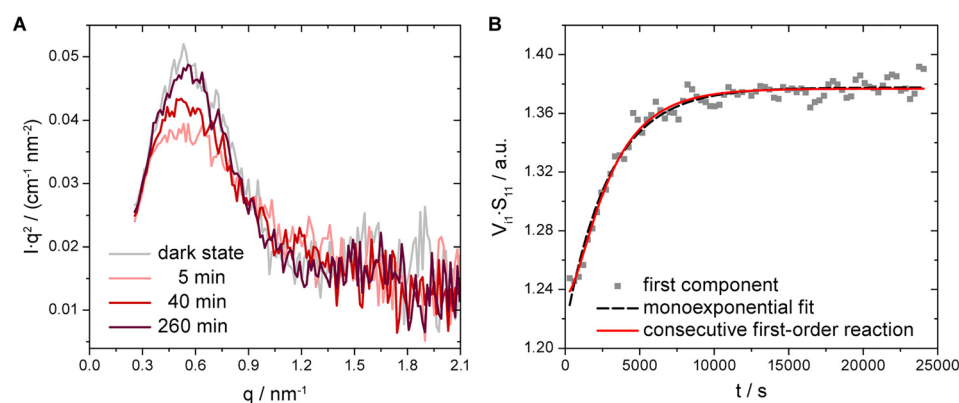 A
I·q² / (cm⁻¹ nm⁻²)
0.05
0.04
0.03
0.02
0.01
dark state
5 min
40 min
260 min
0.0 0.3 0.6 0.9 1.2 1.5 1.8 2.1
q / nm⁻¹
B
Vᵢ₁·S₁₁ / a.u.
1.40
1.36
1.32
1.28
1.24
1.20
first component
monoexponential fit
consecutive first-order reaction
0 5000 10000 15000 20000 25000
t / s